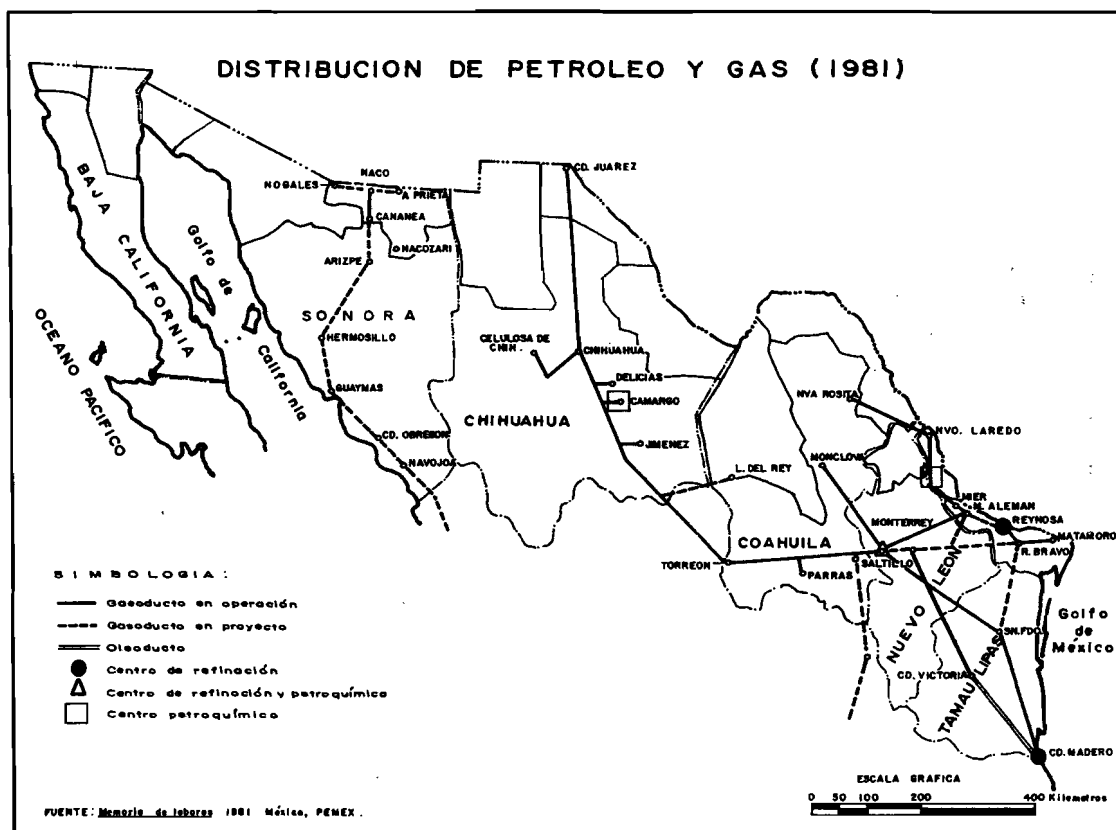 DISTRIBUCION DE PETROLEO Y GAS (1981)
BAJA CALIFORNIA
Golfo de California
OCEANO PACIFICO
NOGALES
NACO
A PRIETA
CANANEA
NACOZARI
ARIZPE
SONORA
HERMOSILLO
GUAYMAS
CD. OBREGON
NAVOJOA
CD. JUAREZ
CELULOSA DE
CHIH.
CHIHUAHUA
DELICIAS
CAMARGO
CHIHUAHUA
JIMENEZ
L. DEL REY
NVA ROSITA
NVO. LAREDO
MONCLOVA
MIER
M. ALEMAN
REYNOSA
MONTERREY
MATAMORO
R. BRAVO
COAHUILA
TORREON
PARRAS
SALTILLO
NUEVO LEON
SN. FDO.
Golfo
de
México
CD. VICTORIA
TAMAULIPAS
CD. MADERO
SIMBOLOGIA:
Gasoducto en operación
Gasoducto en proyecto
Oleoducto
Centro de refinación
Centro de refinación y petroquímica
Centro petroquímico
ESCALA GRAFICA
0 50 100 200 400 Kilometros
FUENTE: Memoria de labores 1981 México, PEMEX.